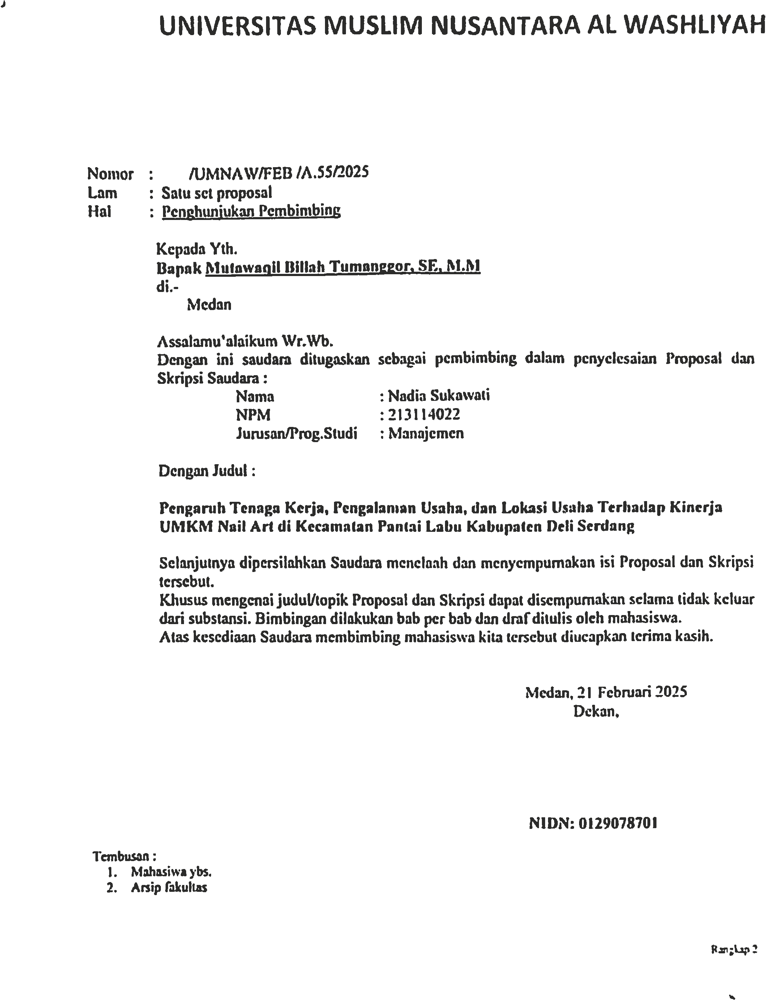 UNIVERSITAS MUSLIM NUSANTARA AL WASHLIYAH
Nomor : /UMNAW/FEB /A.55/2025
Lam : Satu set proposal
Hal : Penghunjukan Pembimbing
Kepada Yth.
Bapak Mutawaqil Billah Tumanggor, SE, M.M
di.-
Medan
Assalamu'alaikum Wr.Wb.
Dengan ini saudara ditugaskan sebagai pembimbing dalam penyelesaian Proposal dan
Skripsi Saudara :
Nama : Nadia Sukawati
NPM : 213114022
Jurusan/Prog.Studi : Manajemen
Dengan Judul :
Pengaruh Tenaga Kerja, Pengalaman Usaha, dan Lokasi Usaha Terhadap Kinerja
UMKM Nail Art di Kecamatan Pantai Labu Kabupaten Deli Serdang
Selanjutnya dipersilahkan Saudara menelaah dan menyempurnakan isi Proposal dan Skripsi
tersebut.
Khusus mengenai judul/topik Proposal dan Skripsi dapat disempurnakan selama tidak keluar
dari substansi. Bimbingan dilakukan bab per bab dan draf ditulis oleh mahasiswa.
Atas kesediaan Saudara membimbing mahasiswa kita tersebut diucapkan terima kasih.
Medan, 21 Februari 2025
Dekan,
NIDN: 0129078701
Tembusan :
1. Mahasiwa ybs.
2. Arsip fakultas
Rangkap 2